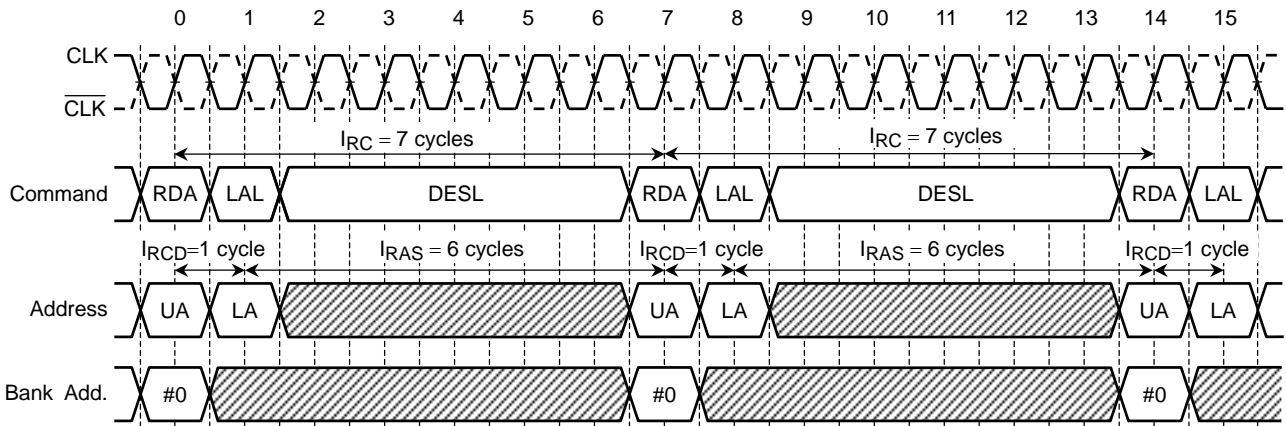 0 1 2 3 4 5 6 7 8 9 10 11 12 13 14 15
CLK
CLK
IRC = 7 cycles IRC = 7 cycles
Command RDA LAL DESL RDA LAL DESL RDA LAL
IRCD=1 cycle IRAS = 6 cycles IRCD=1 cycle IRAS = 6 cycles IRCD=1 cycle
Address UA LA UA LA UA LA
Bank Add. #0 #0 #0